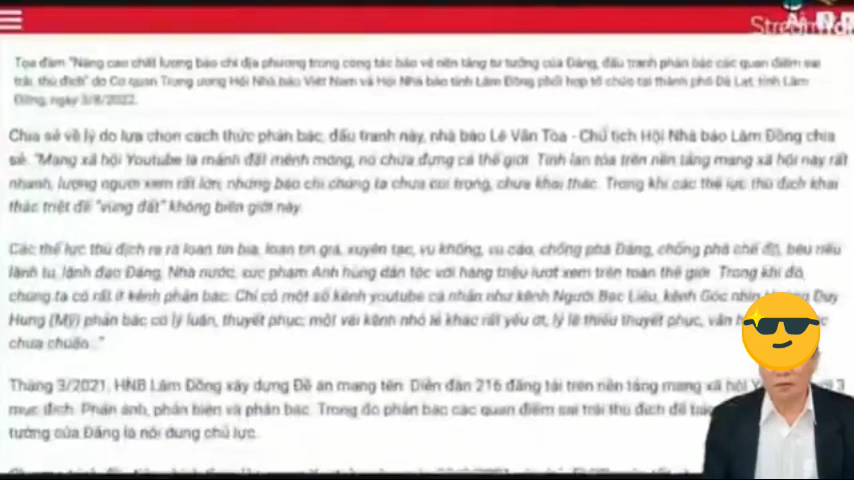 Stream
Tọa đàm "Nâng cao chất lượng báo chí địa phương trong công tác bảo vệ nền tảng tư tưởng của Đảng, đấu tranh phản bác các quan điểm sai
trái, thù địch" do Cơ quan Trung ương Hội Nhà báo Việt Nam và Hội Nhà báo tỉnh Lâm Đồng phối hợp tổ chức tại thành phố Đà Lạt, tỉnh Lâm
Đồng, ngày 3/8/2022.
Chia sẻ về lý do lựa chọn cách thức phản bác, đấu tranh này, nhà báo Lê Văn Tòa - Chủ tịch Hội Nhà báo Lâm Đồng chia
sẻ: "Mạng xã hội Youtube là mảnh đất mênh mông, nó chứa đựng cả thế giới. Tính lan tỏa trên nền tảng mạng xã hội này rất
nhanh, lượng người xem rất lớn, nhưng báo chí chúng ta chưa coi trọng, chưa khai thác. Trong khi các thế lực thù địch khai
thác triệt để "vùng đất" không biên giới này.
Các thế lực thù địch ra rả loan tin bịa, loan tin giả, xuyên tạc, vu khống, vu cáo, chống phá Đảng, chống phá chế độ, bêu riếu
lãnh tụ, lãnh đạo Đảng, Nhà nước, xúc phạm Anh hùng dân tộc với hàng triệu lượt xem trên toàn thế giới. Trong khi đó,
chúng ta có rất ít kênh phản bác. Chỉ có một số kênh youtube cá nhân như kênh Người Bạc Liêu, kênh Góc nhìn Duy
Hưng (Mỹ) phản bác có lý luận, thuyết phục; một vài kênh nhỏ lẻ khác rất yếu ớt, lý lẽ thiếu thuyết phục, văn
chưa chuẩn..."
Tháng 3/2021, HNB Lâm Đồng xây dựng Đề án mang tên: Diễn đàn 216 đăng tải trên nền tảng mạng xã hội 3
mục đích: Phản ánh, phản biện và phản bác. Trong đó phản bác các quan điểm sai trái thù địch để
tưởng của Đảng là nội dung chủ lực.